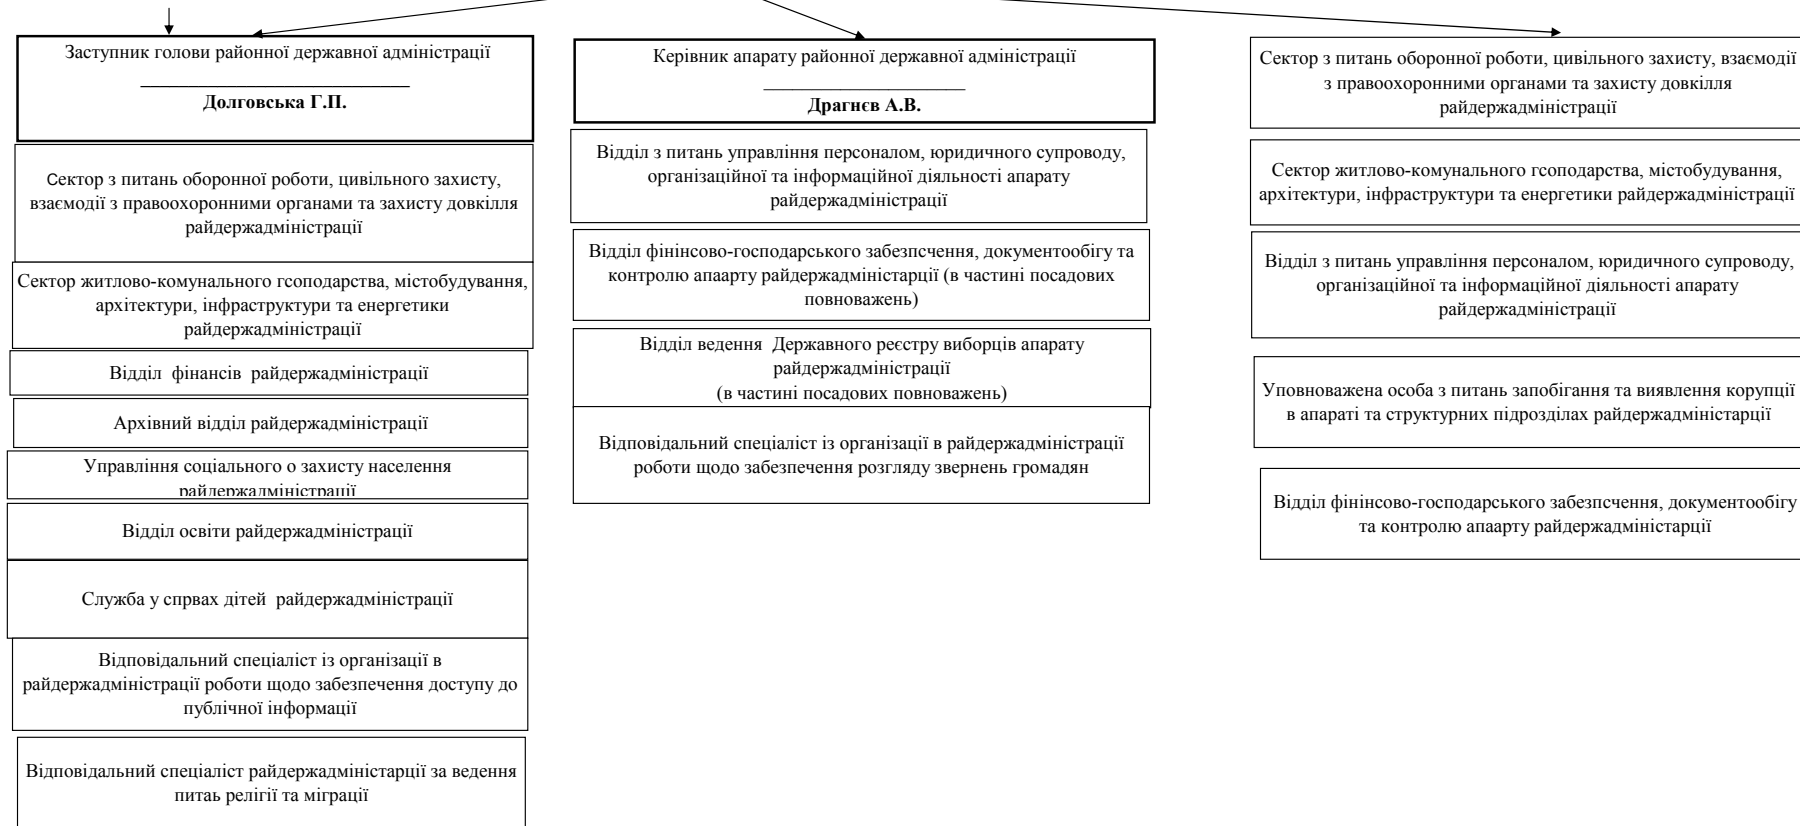 Заступник голови районної державної адміністрації
____________________________
Долговська Г.П.
Сектор з питань оборонної роботи, цивільного захисту,
взаємодії з правоохоронними органами та захисту довкілля
райдержадміністрації
Сектор житлово-комунального гсоподарства, містобудування,
архітектури, інфраструктури та енергетики
райдержадміністрації
Відділ фінансів райдержадміністрації
Архівний відділ райдержадміністрації
Управління соціального о захисту населення
райдержадміністрації
Відділ освіти райдержадміністрації
Служба у спрвах дітей райдержадміністрації
Відповідальний спеціаліст із організації в
райдержадміністрації роботи щодо забезпечення доступу до
публічної інформації
Відповідальний спеціаліст райдержадміністарції за ведення
питаь релігії та міграції
Керівник апарату районної державної адміністрації
_____________________
Драгнєв А.В.
Відділ з питань управління персоналом, юридичного супроводу,
організаційної та інформаційної діяльності апарату
райдержадміністрації
Відділ фінінсово-господарського забезпсчення, документообігу та
контролю апаарту райдержадміністарції (в частині посадових
повноважень)
Відділ ведення Державного реєстру виборців апарату
райдержадміністрації
(в частині посадових повноважень)
Відповідальний спеціаліст із організації в райдержадміністрації
роботи щодо забезпечення розгляду звернень громадян
Сектор з питань оборонної роботи, цивільного захисту, взаємодії
з правоохоронними органами та захисту довкілля
райдержадміністрації
Сектор житлово-комунального гсоподарства, містобудування,
архітектури, інфраструктури та енергетики райдержадміністрації
Відділ з питань управління персоналом, юридичного супроводу,
організаційної та інформаційної діяльності апарату
райдержадміністрації
Уповноважена особа з питань запобігання та виявлення корупції
в апараті та структурних підрозділах райдержадміністарції
Відділ фінінсово-господарського забезпсчення, документообігу
та контролю апаарту райдержадміністарції